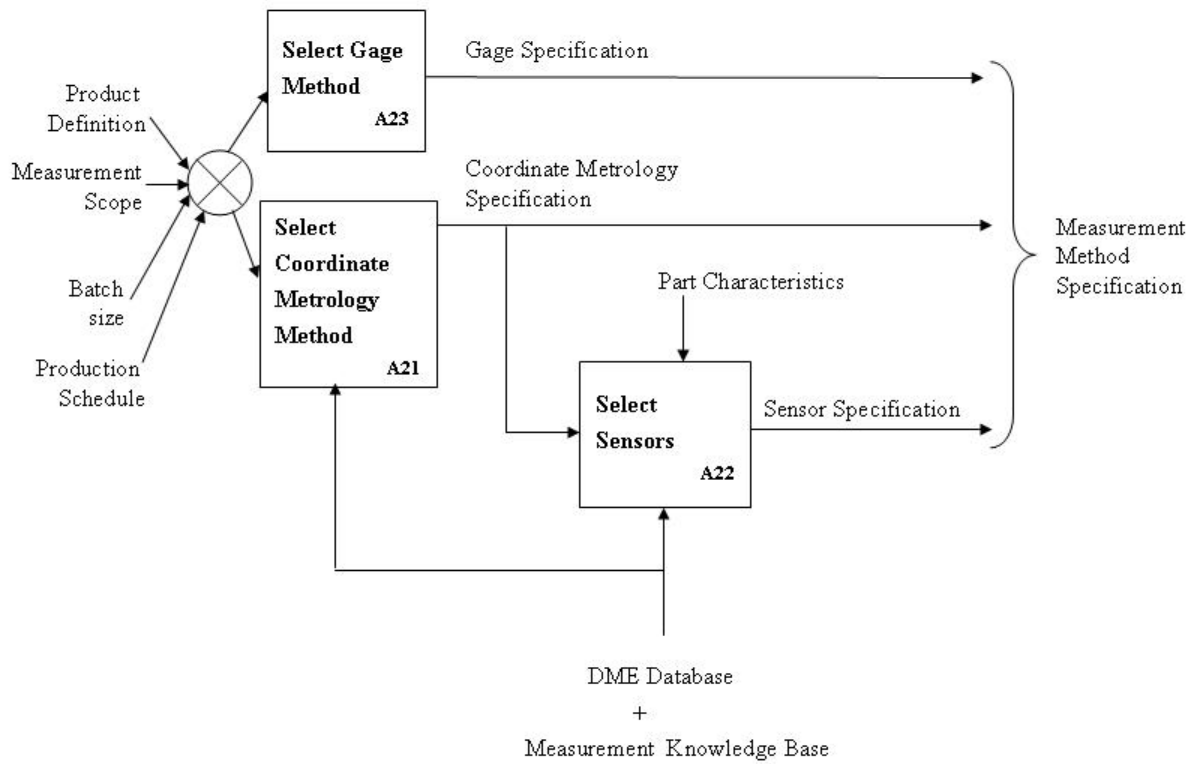 Select Gage
Method
A23
Gage Specification
Product
Definition
Measurement
Scope
Batch
size
Production
Schedule
Select
Coordinate
Metrology
Method
A21
Coordinate Metrology
Specification
Part Characteristics
Select
Sensors
A22
Sensor Specification
Measurement
Method
Specification
DME Database
+
Measurement Knowledge Base